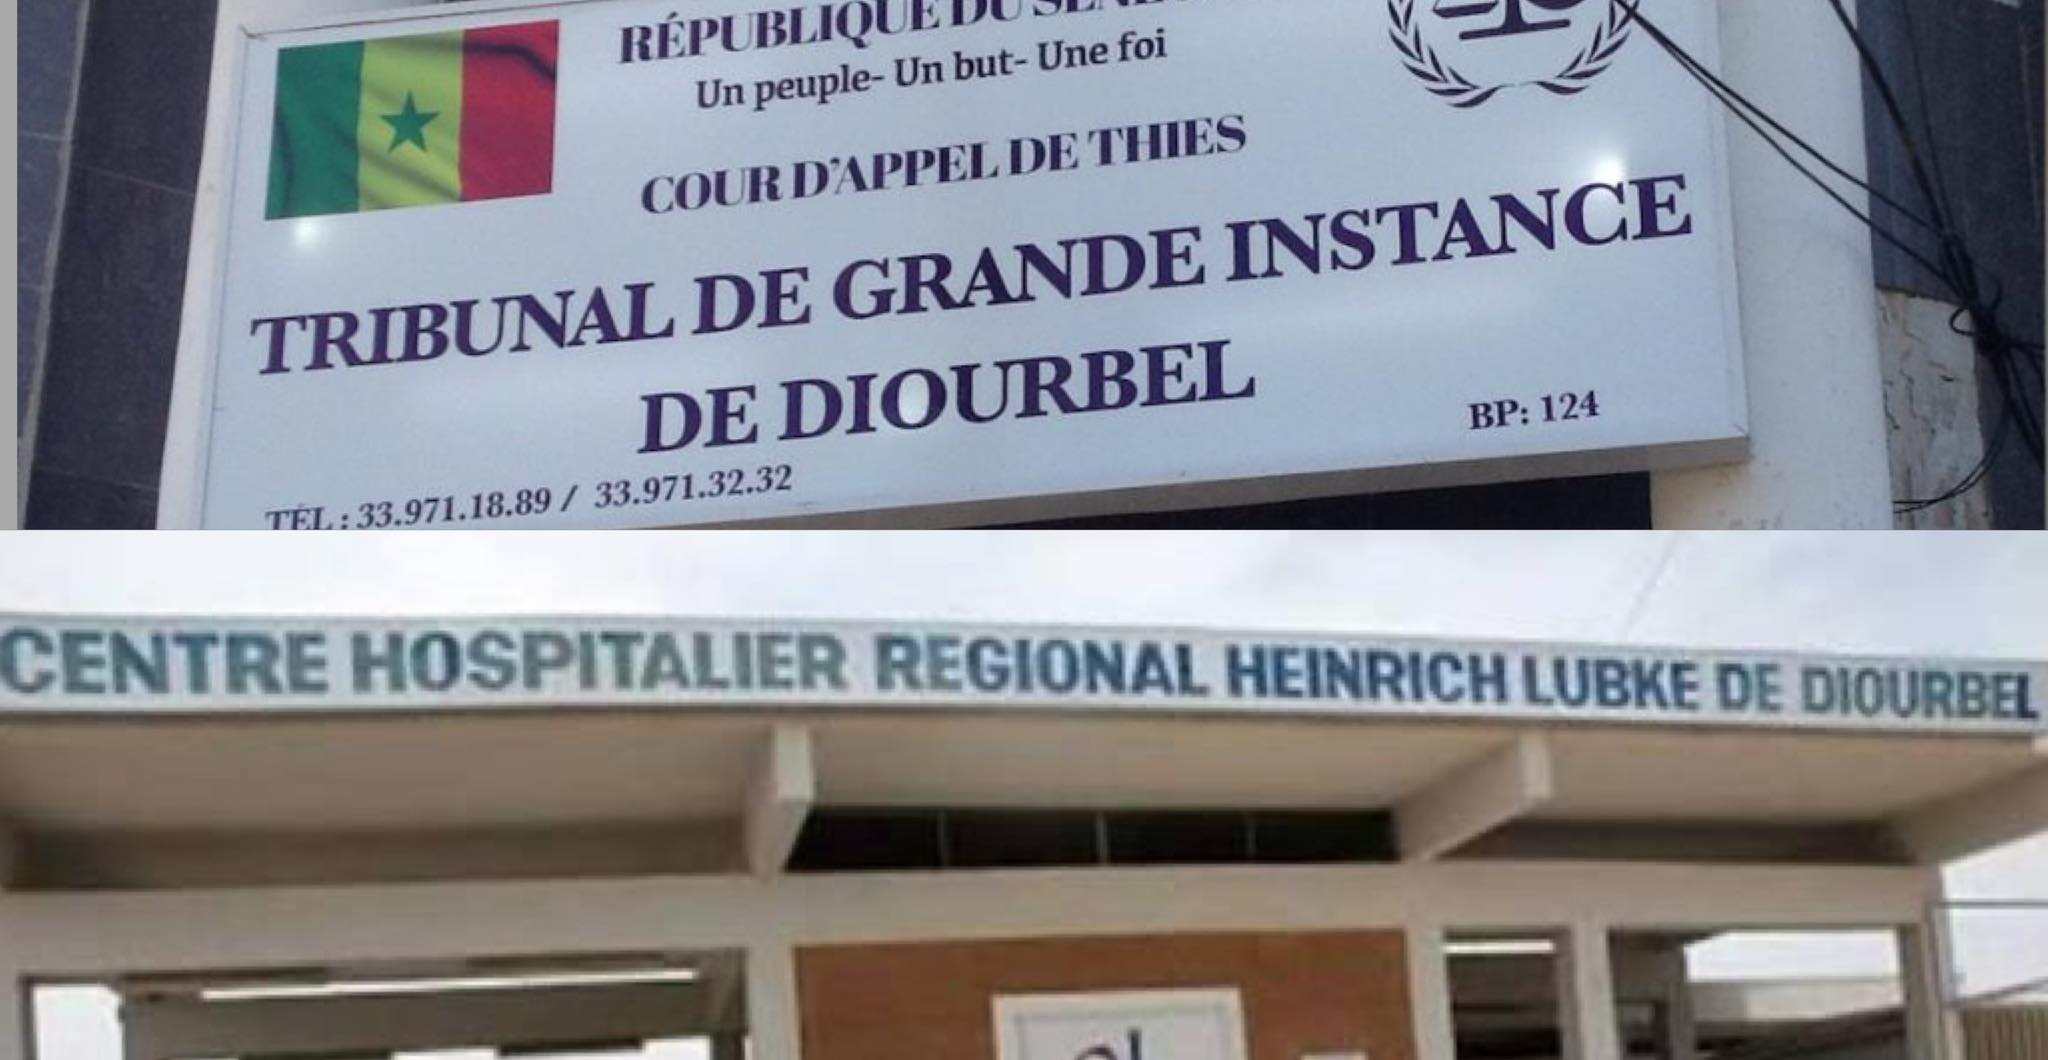 RÉPUBLIQUE DU
Un peuple- Un but- Une foi
COUR D'APPEL DE THIES
TRIBUNAL DE GRANDE INSTANCE
DE DIOURBEL
BP: 124
TÉL : 33.971.18.89 / 33.971.32.32
CENTRE HOSPITALIER REGIONAL HEINRICH LUBKE DE DIOURBEL